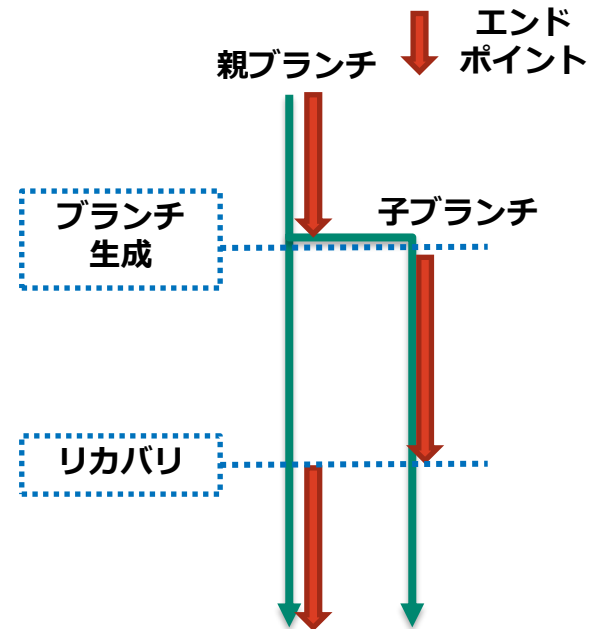 エンド
ポイント
親ブランチ
ブランチ
生成
子ブランチ
リカバリ